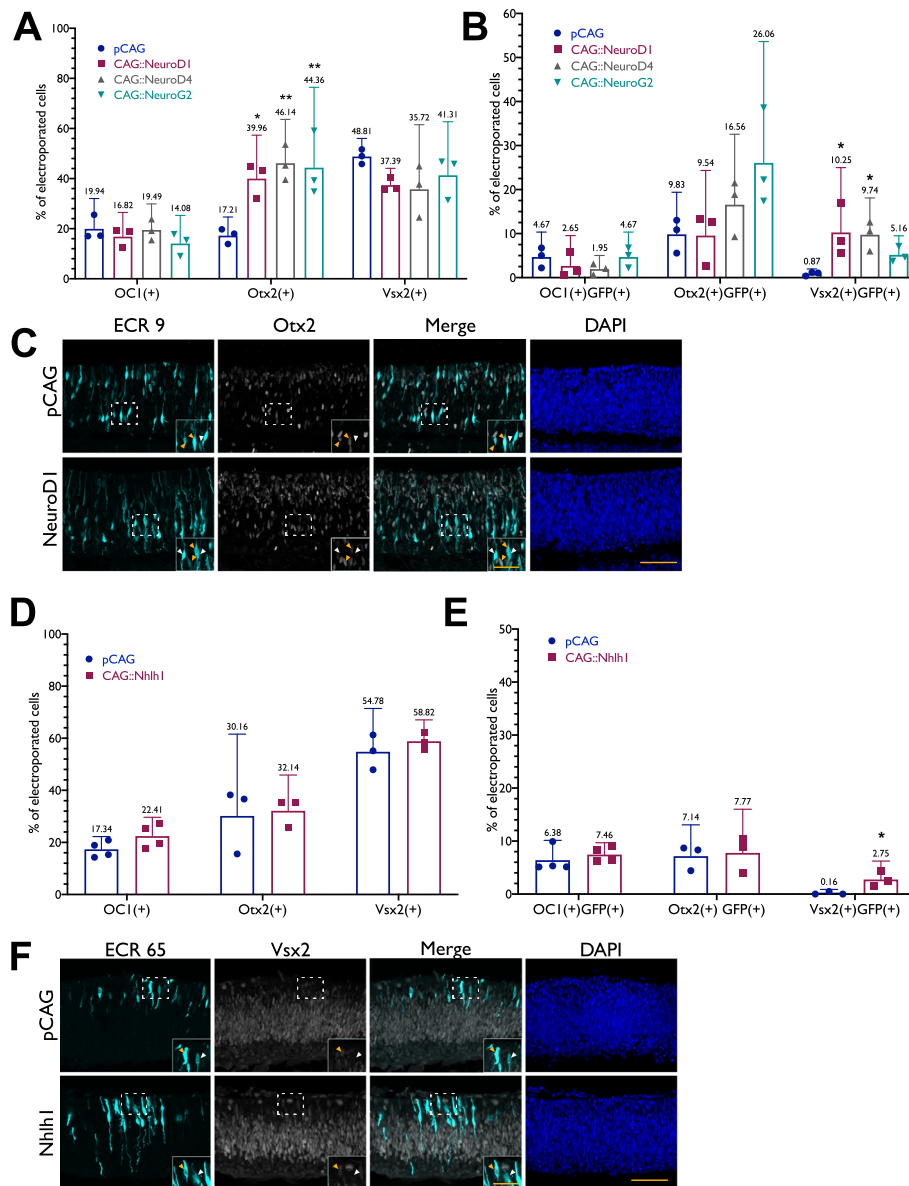 A
100
80
60
40
20
0
% of electroporated cells
pCAG
CAG::NeuroD1
CAG::NeuroD4
CAG::NeuroG2
19.94
16.82
19.49
14.08
17.21
*
39.96
**
46.14
**
44.36
48.81
37.39
35.72
41.31
OC1(+)
Otx2(+)
Vsx2(+)
B
60
50
40
30
20
10
0
% of electroporated cells
pCAG
CAG::NeuroD1
CAG::NeuroD4
CAG::NeuroG2
4.67
2.65
1.95
4.67
9.83
9.54
16.56
26.06
0.87
*
10.25
*
9.74
5.16
OC1(+)GFP(+)
Otx2(+)GFP(+)
Vsx2(+)GFP(+)
C
ECR 9
Otx2
Merge
DAPI
pCAG
NeuroD1
D
100
80
60
40
20
0
% of electroporated cells
pCAG
CAG::Nhlh1
17.34
22.41
30.16
32.14
54.78
58.82
OC1(+)
Otx2(+)
Vsx2(+)
E
50
40
30
20
10
0
% of electroporated cells
pCAG
CAG::Nhlh1
6.38
7.46
7.14
7.77
0.16
*
2.75
OC1(+)GFP(+)
Otx2(+) GFP(+)
Vsx2(+)GFP(+)
F
ECR 65
Vsx2
Merge
DAPI
pCAG
Nhlh1